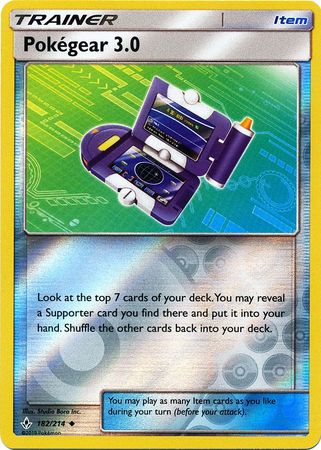 TRAINER Item
Pokégear 3.0
Look at the top 7 cards of your deck. You may reveal
a Supporter card you find there and put it into your
hand. Shuffle the other cards back into your deck.
You may play as many Item cards as you like
during your turn (before your attack).
Illus. Studio Bora Inc.
182/214
©2019 Pokémon